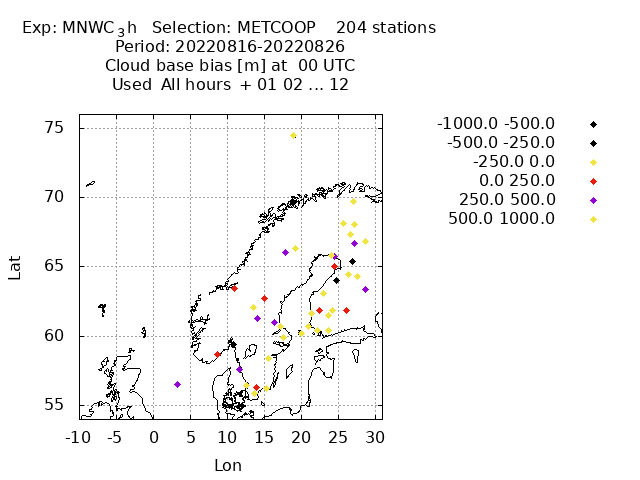 Exp: MNWC₃h   Selection: METCOOP    204 stations
Period: 20220816-20220826
Cloud base bias [m] at  00 UTC
Used  All hours  + 01 02 ... 12
-1000.0 -500.0
-500.0 -250.0
-250.0 0.0
0.0 250.0
250.0 500.0
500.0 1000.0
75
70
65
60
55
Lat
-10 -5 0 5 10 15 20 25 30
Lon